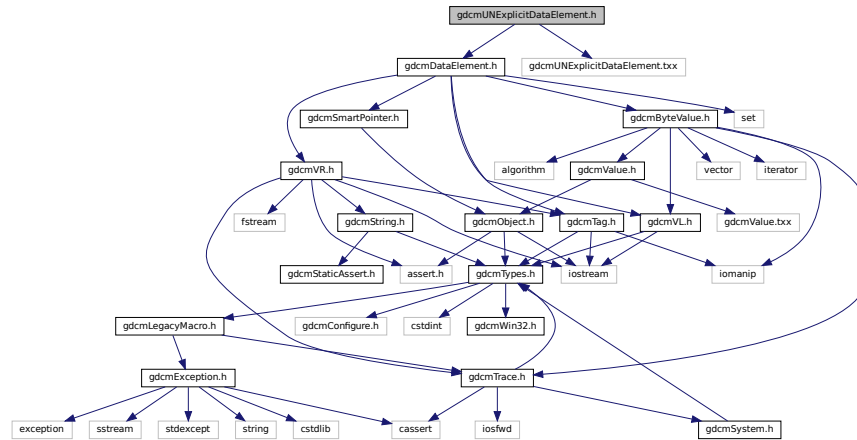 gdcmUNExplicitDataElement.h
gdcmDataElement.h
gdcmUNExplicitDataElement.txx
gdcmSmartPointer.h
gdcmByteValue.h
set
gdcmVR.h
algorithm
gdcmValue.h
vector
iterator
fstream
gdcmString.h
gdcmObject.h
gdcmTag.h
gdcmVL.h
gdcmValue.txx
gdcmStaticAssert.h
assert.h
gdcmTypes.h
iostream
iomanip
gdcmLegacyMacro.h
gdcmConfigure.h
cstdint
gdcmWin32.h
gdcmException.h
gdcmTrace.h
exception
sstream
stdexcept
string
cstdlib
cassert
iosfwd
gdcmSystem.h